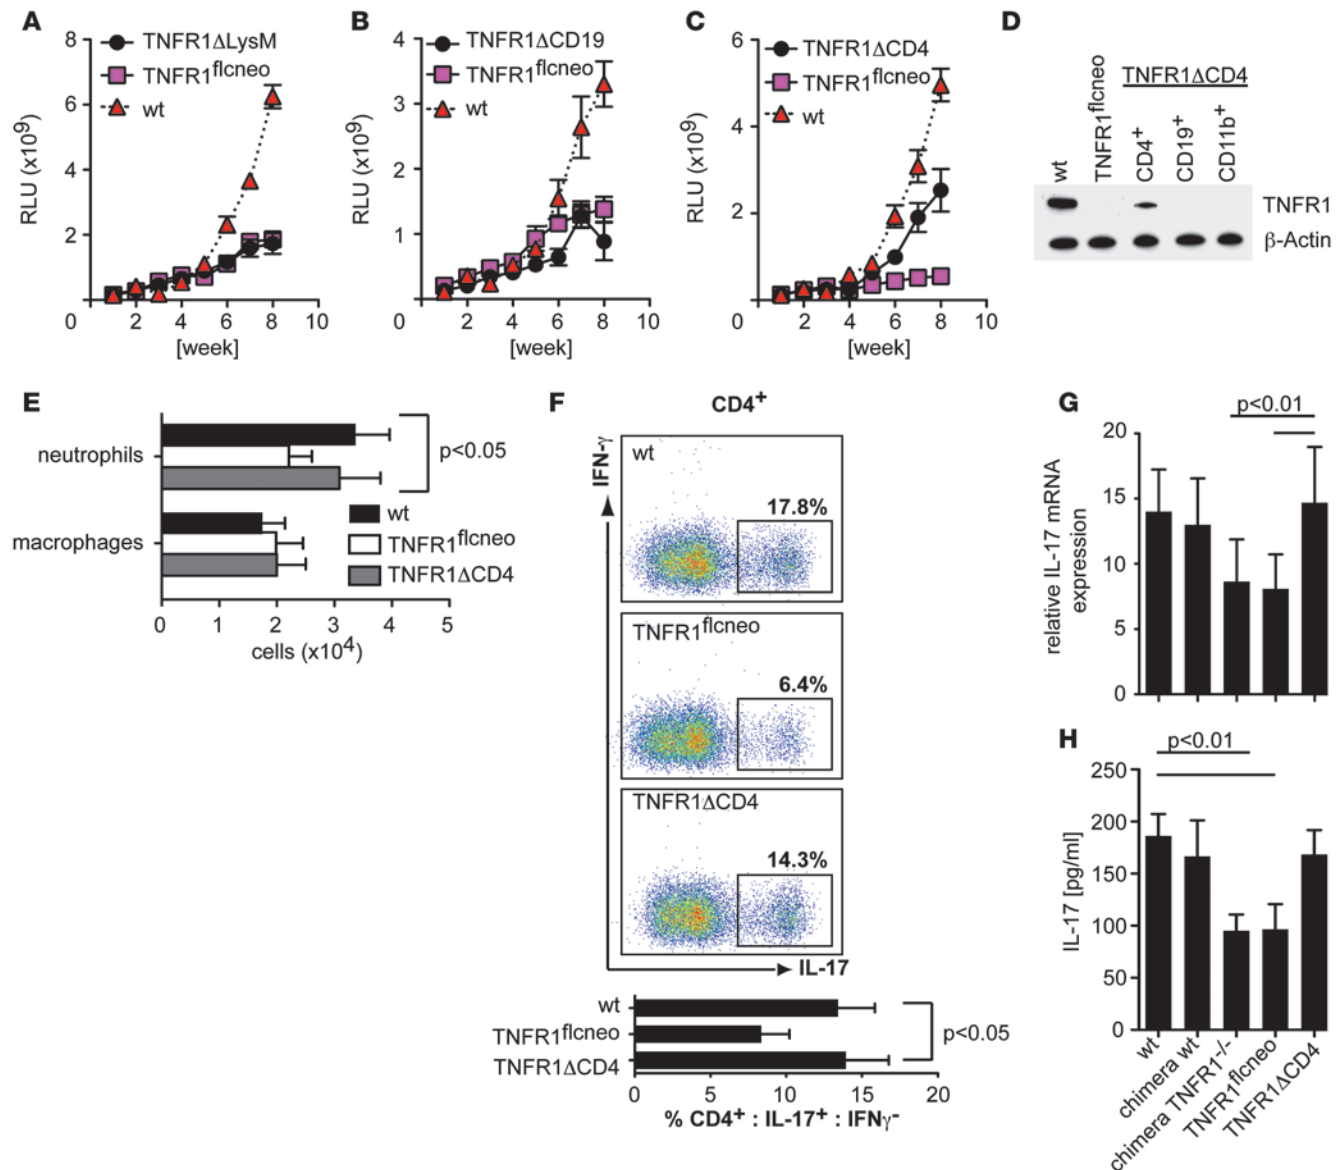 A
8
6
4
2
0
2
4
6
8
10
RLU (x10⁹)
[week]
TNFR1ΔLysM
TNFR1flcneo
wt
B
4
3
2
1
0
2
4
6
8
10
RLU (x10⁹)
[week]
TNFR1ΔCD19
TNFR1flcneo
wt
C
6
4
2
0
2
4
6
8
10
RLU (x10⁹)
[week]
TNFR1ΔCD4
TNFR1flcneo
wt
D
TNFR1ΔCD4
wt
TNFR1flcneo
CD4⁺
CD19⁺
CD11b⁺
TNFR1
β-Actin
E
neutrophils
macrophages
p<0.05
wt
TNFR1flcneo
TNFR1ΔCD4
0 1 2 3 4 5
cells (x10⁴)
F
CD4⁺
IFN-γ
wt
17.8%
TNFR1flcneo
6.4%
TNFR1ΔCD4
14.3%
IL-17
wt
TNFR1flcneo
TNFR1ΔCD4
p<0.05
0 5 10 15 20
% CD4⁺ : IL-17⁺ : IFNγ⁻
G
p<0.01
20
15
10
5
0
relative IL-17 mRNA
expression
H
p<0.01
250
200
150
100
50
0
IL-17 [pg/ml]
wt
chimera wt
chimera TNFR1⁻/⁻
TNFR1flcneo
TNFR1ΔCD4